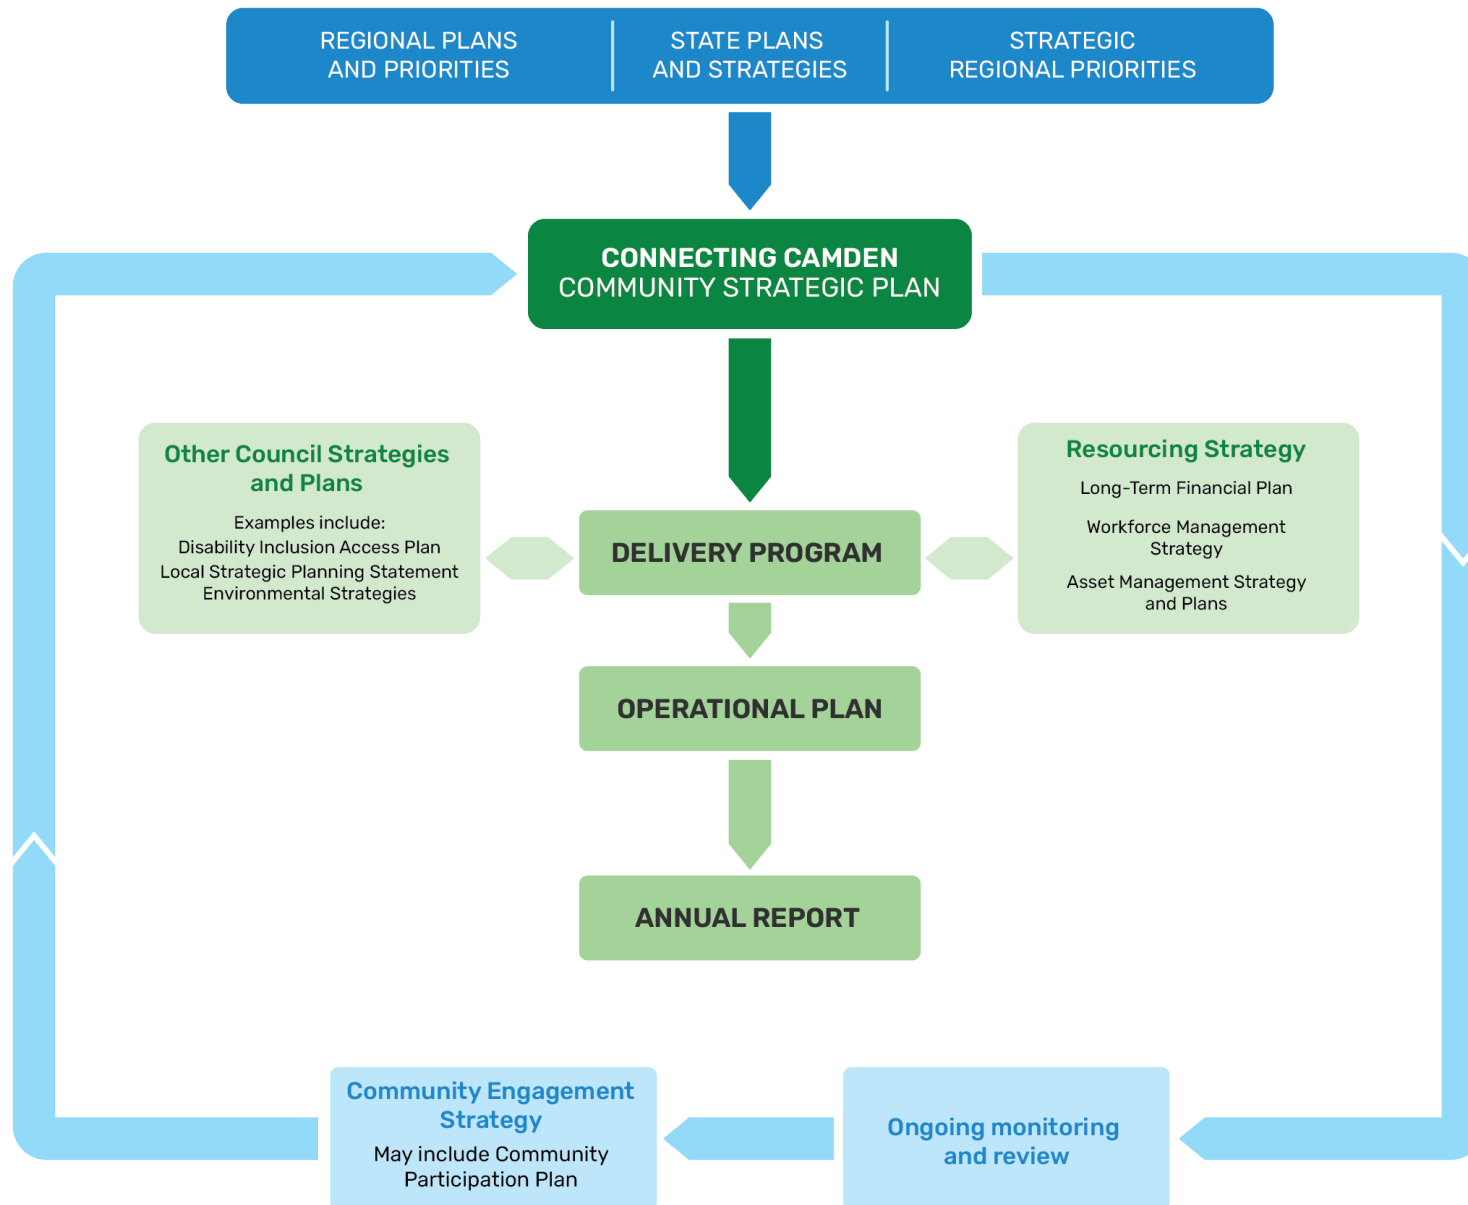 REGIONAL PLANS
AND PRIORITIES
STATE PLANS
AND STRATEGIES
STRATEGIC
REGIONAL PRIORITIES
CONNECTING CAMDEN
COMMUNITY STRATEGIC PLAN
Other Council Strategies
and Plans
Examples include:
Disability Inclusion Access Plan
Local Strategic Planning Statement
Environmental Strategies
DELIVERY PROGRAM
Resourcing Strategy
Long-Term Financial Plan
Workforce Management
Strategy
Asset Management Strategy
and Plans
OPERATIONAL PLAN
ANNUAL REPORT
Community Engagement
Strategy
May include Community
Participation Plan
Ongoing monitoring
and review